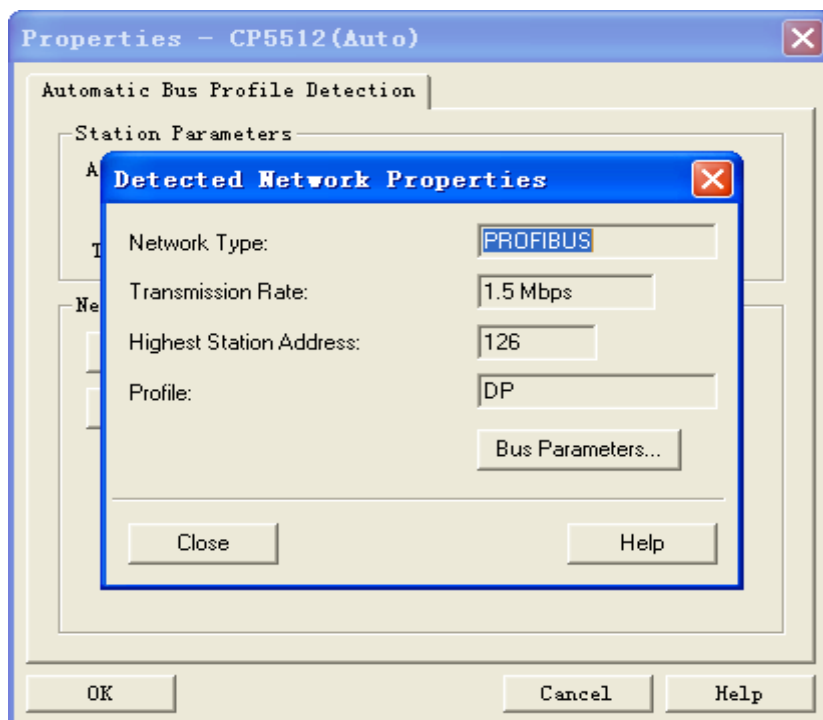 Properties - CP5512(Auto)
Automatic Bus Profile Detection
Station Parameters
Detected Network Properties
Network Type: PROFIBUS
Transmission Rate: 1.5 Mbps
Highest Station Address: 126
Profile: DP
Bus Parameters...
Close Help
OK Cancel Help